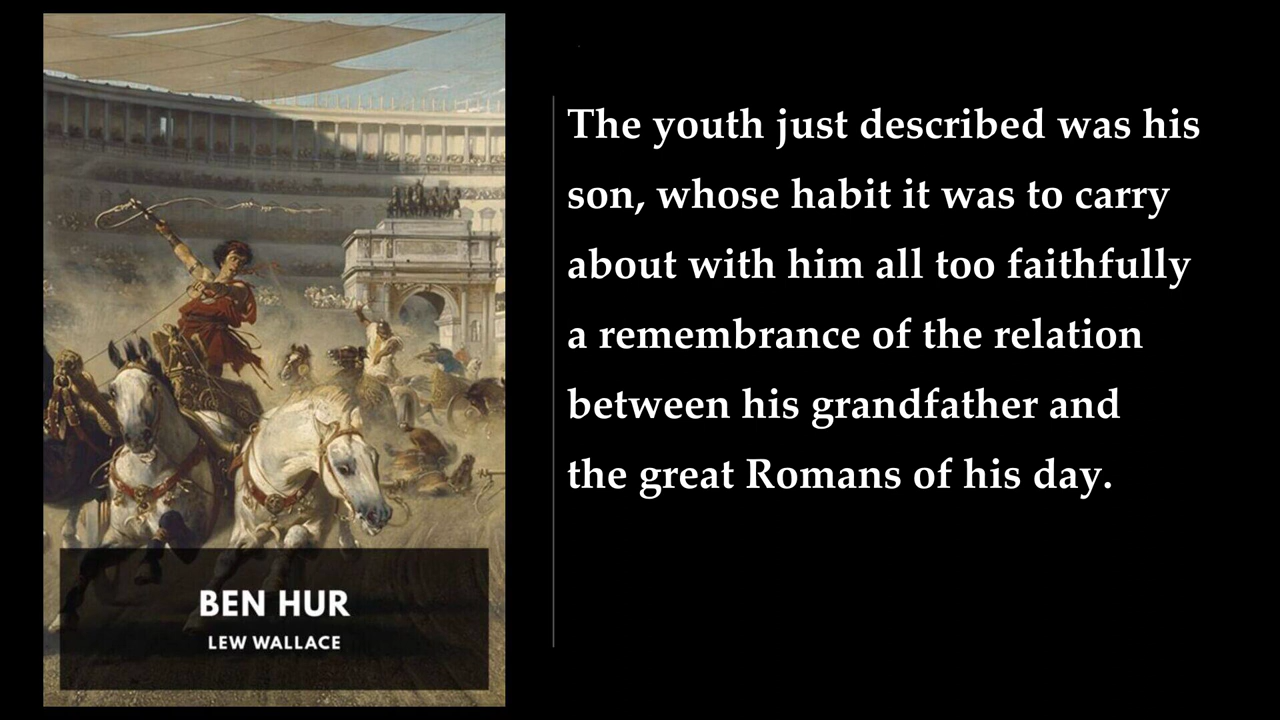 BEN HUR
LEW WALLACE
The youth just described was his
son, whose habit it was to carry
about with him all too faithfully
a remembrance of the relation
between his grandfather and
the great Romans of his day.